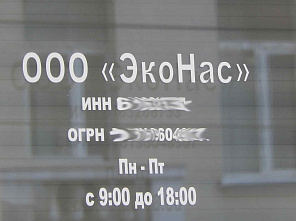 ООО «ЭкоНас»
ИНН
ОГРН
Пн - Пт
с 9:00 до 18:00